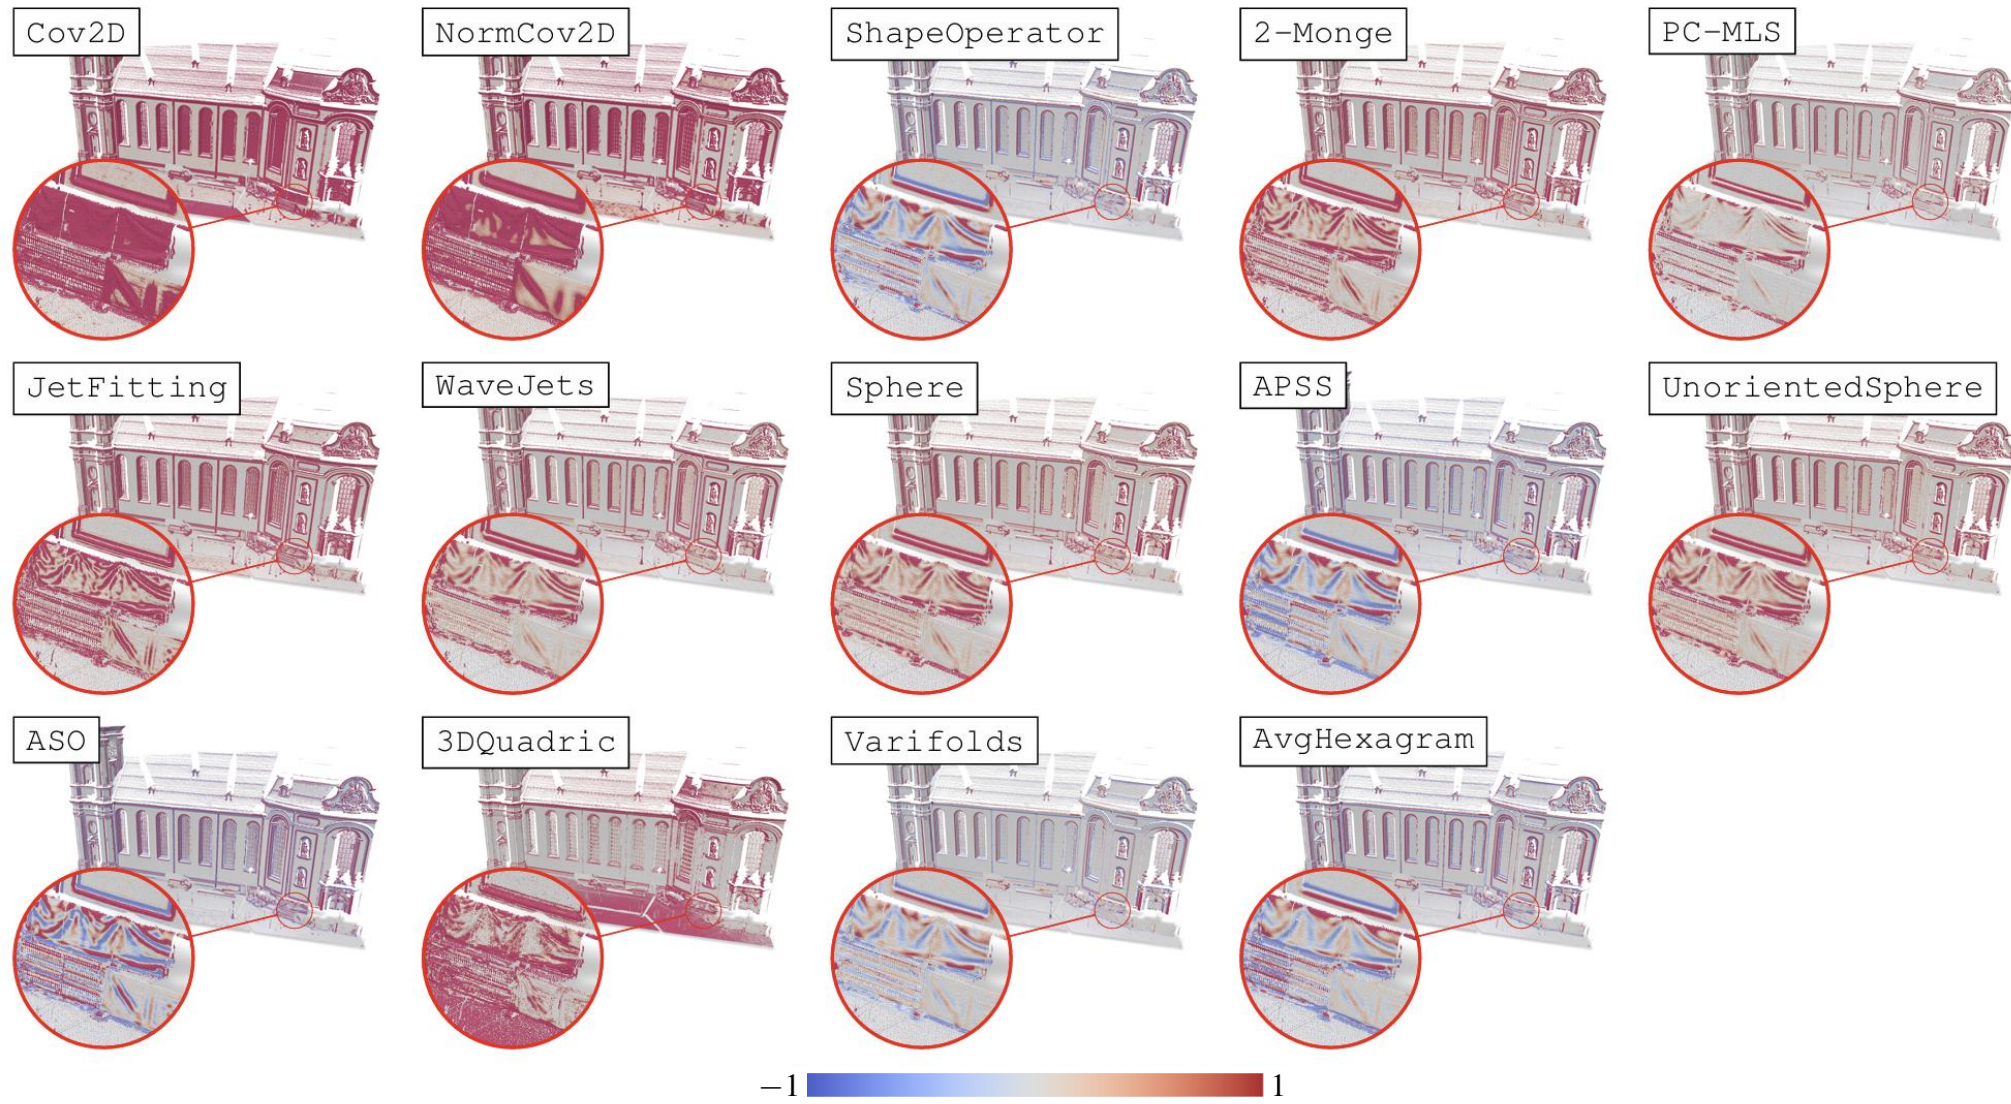 Cov2D
NormCov2D
ShapeOperator
2-Monge
PC-MLS
JetFitting
WaveJets
Sphere
APSS
UnorientedSphere
ASO
3DQuadric
Varifolds
AvgHexagram
−1
1